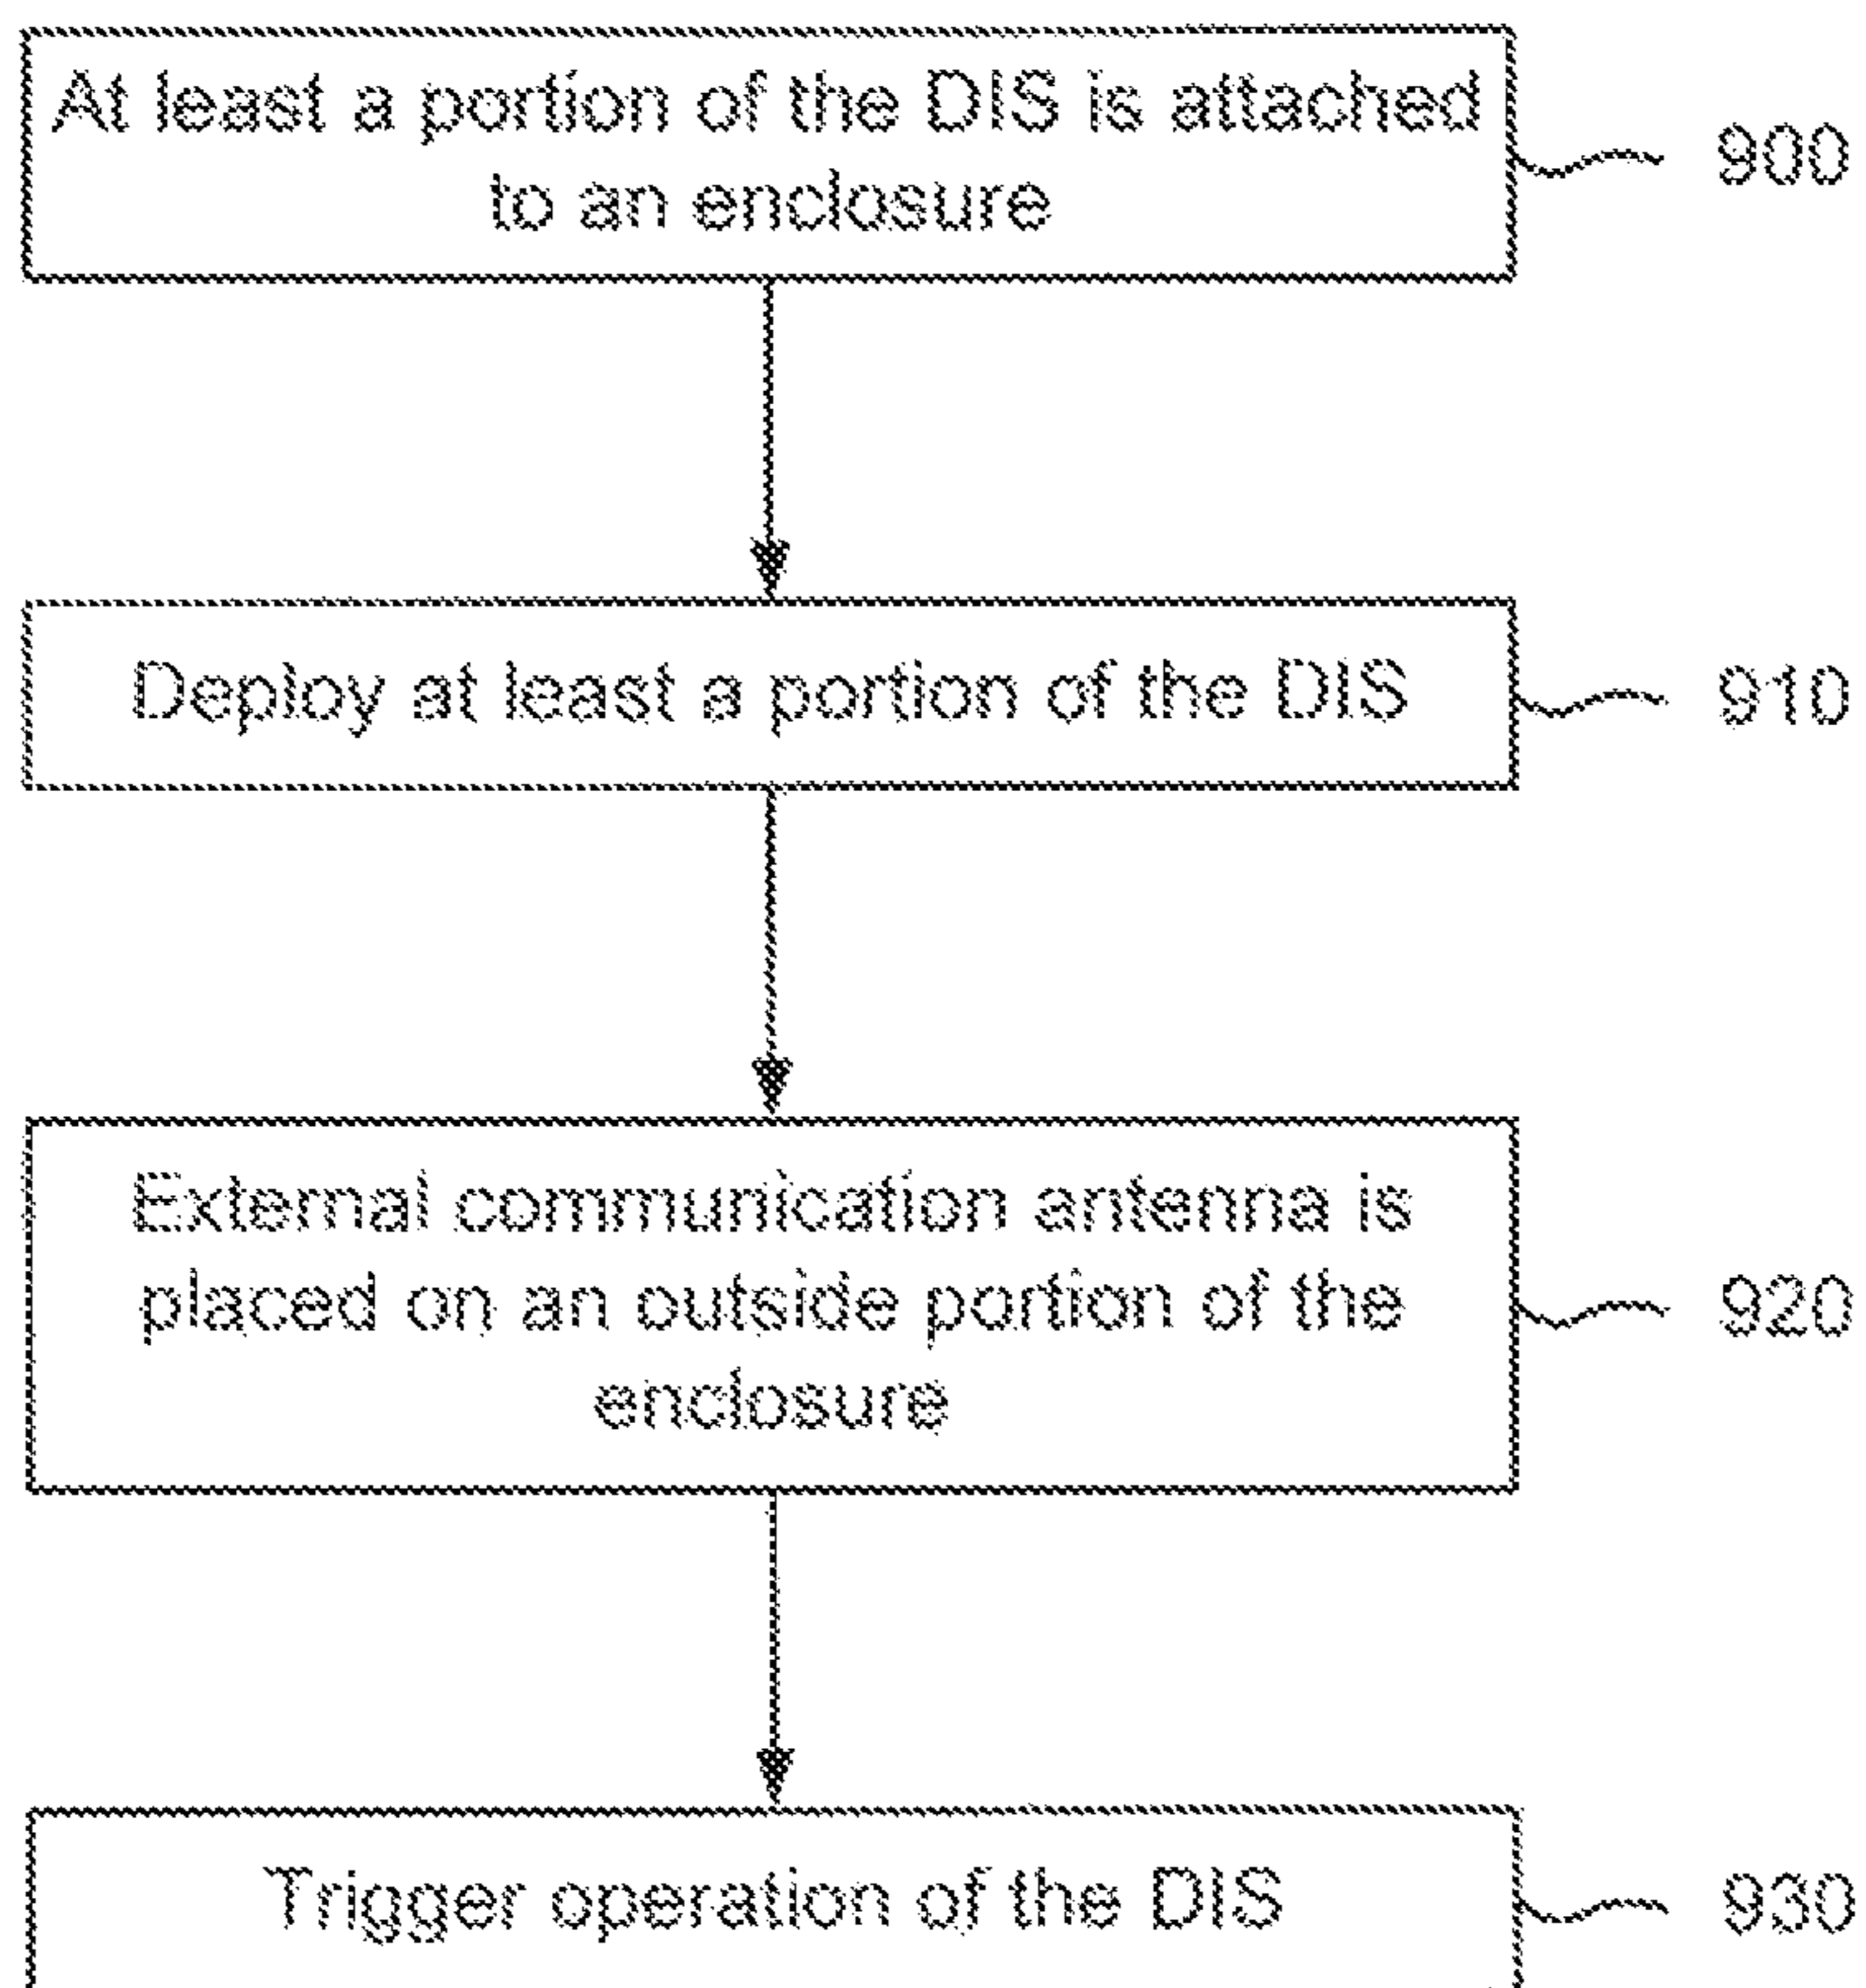 At least a portion of the DIS is attached
to an enclosure
900
Deploy at least a portion of the DIS
910
External communication antenna is
placed on an outside portion of the
enclosure
920
Trigger operation of the DIS
930